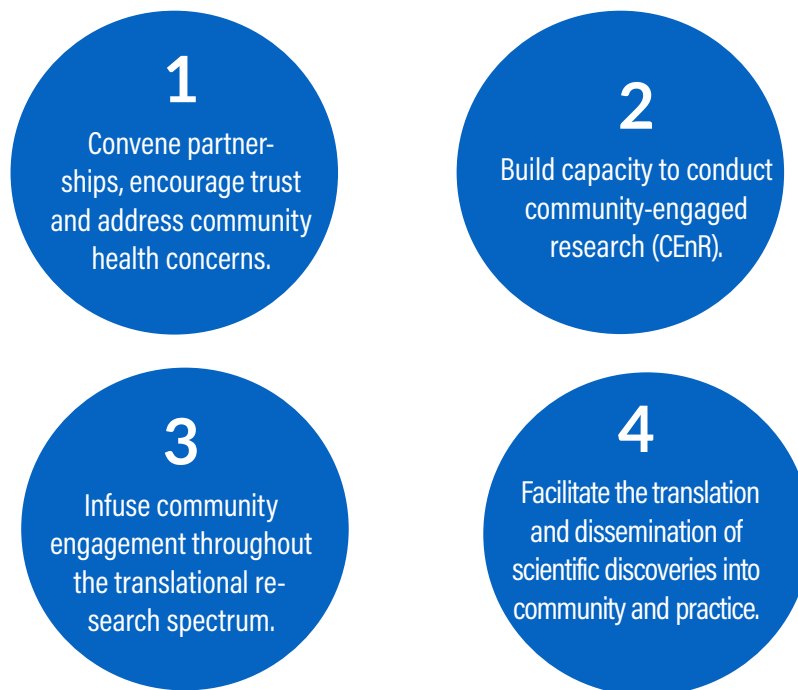 1
Convene partner-
ships, encourage trust
and address community
health concerns.
2
Build capacity to conduct
community-engaged
research (CEnR).
3
Infuse community
engagement throughout
the translational re-
search spectrum.
4
Facilitate the translation
and dissemination of
scientific discoveries into
community and practice.